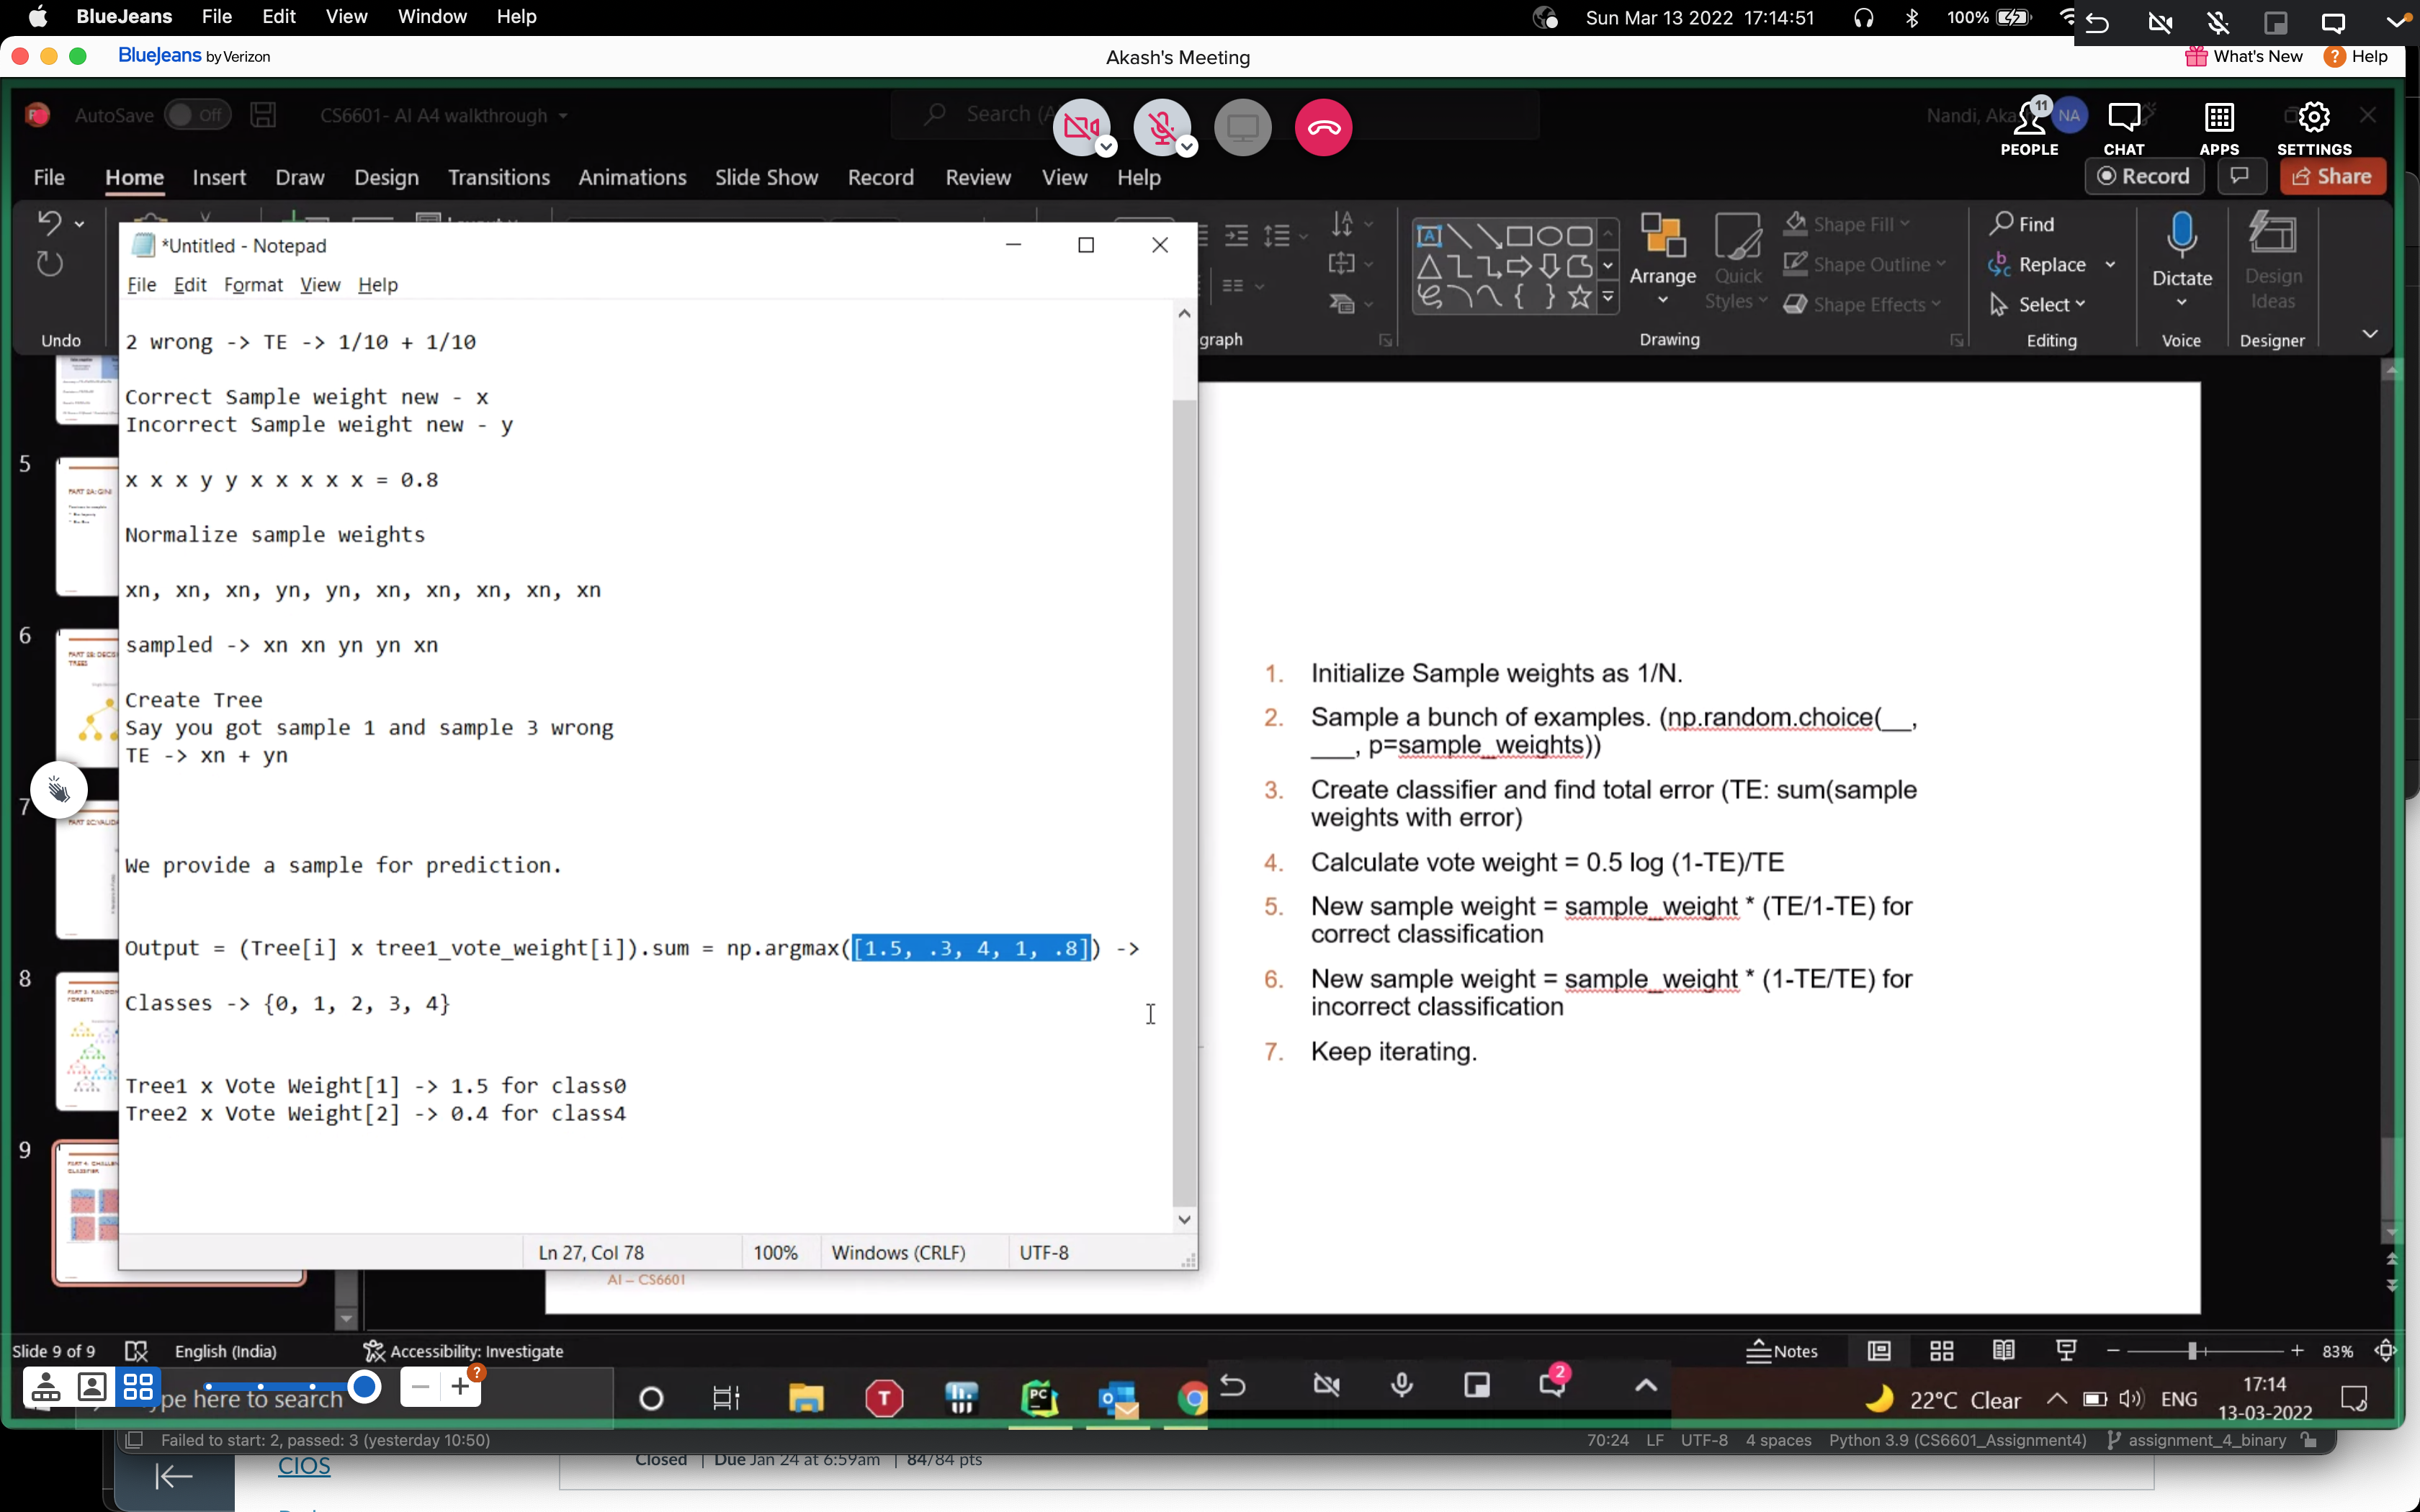 BlueJeans File Edit View Window Help
Sun Mar 13 2022 17:14:51 100%
BlueJeans by Verizon
Akash's Meeting
What's New ? Help
AutoSave Off CS6601- AI A4 walkthrough
Search (A
Nandi, Aka NA
11
PEOPLE CHAT APPS SETTINGS
File Home Insert Draw Design Transitions Animations Slide Show Record Review View Help
Record Share
Undo
graph
Arrange
Quick Styles
Shape Fill
Shape Outline
Shape Effects
Drawing
Find
Replace
Select
Editing
Dictate
Voice
Design Ideas
Designer
*Untitled - Notepad
File Edit Format View Help
2 wrong -> TE -> 1/10 + 1/10
Correct Sample weight new - x
Incorrect Sample weight new - y
x x x y y x x x x x = 0.8
Normalize sample weights
xn, xn, xn, yn, yn, xn, xn, xn, xn, xn
sampled -> xn xn yn yn xn
Create Tree
Say you got sample 1 and sample 3 wrong
TE -> xn + yn
We provide a sample for prediction.
Output = (Tree[i] x tree1_vote_weight[i]).sum = np.argmax([1.5, .3, 4, 1, .8]) ->
Classes -> {0, 1, 2, 3, 4}
Tree1 x Vote Weight[1] -> 1.5 for class0
Tree2 x Vote Weight[2] -> 0.4 for class4
Ln 27, Col 78 100% Windows (CRLF) UTF-8
5
6
7
8
9
1. Initialize Sample weights as 1/N.
2. Sample a bunch of examples. (np.random.choice(__,
___, p=sample_weights))
3. Create classifier and find total error (TE: sum(sample
weights with error)
4. Calculate vote weight = 0.5 log (1-TE)/TE
5. New sample weight = sample_weight * (TE/1-TE) for
correct classification
6. New sample weight = sample_weight * (1-TE/TE) for
incorrect classification
7. Keep iterating.
AI – CS6601
Slide 9 of 9 English (India) Accessibility: Investigate
Notes 83%
ype here to search
2
22°C Clear ENG
17:14
13-03-2022
Failed to start: 2, passed: 3 (yesterday 10:50)
70:24 LF UTF-8 4 spaces Python 3.9 (CS6601_Assignment4) assignment_4_binary
CIOS
Closed | Due Jan 24 at 6:59am | 84/84 pts